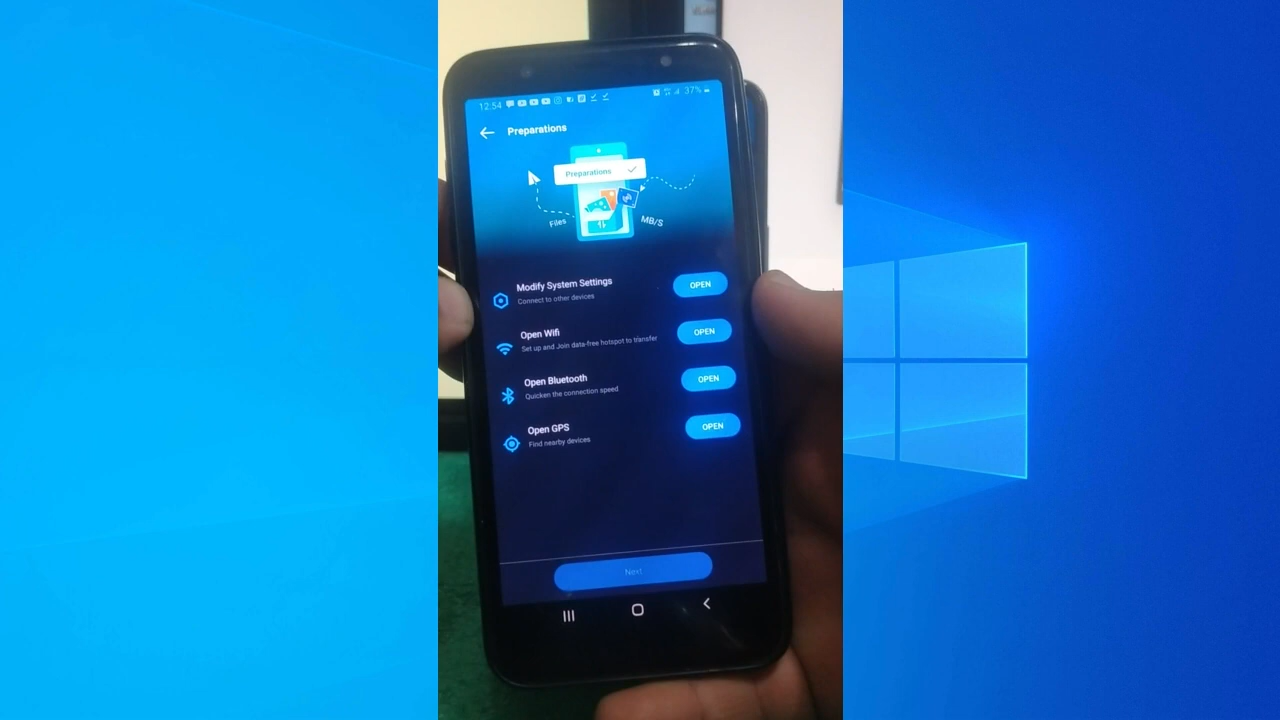 12:54
37%
Preparations
Preparations
Files
MB/S
Modify System Settings
Connect to other devices
OPEN
Open Wifi
Set up and Join data-free hotspot to transfer
OPEN
Open Bluetooth
Quicken the connection speed
OPEN
Open GPS
Find nearby devices
OPEN
Next